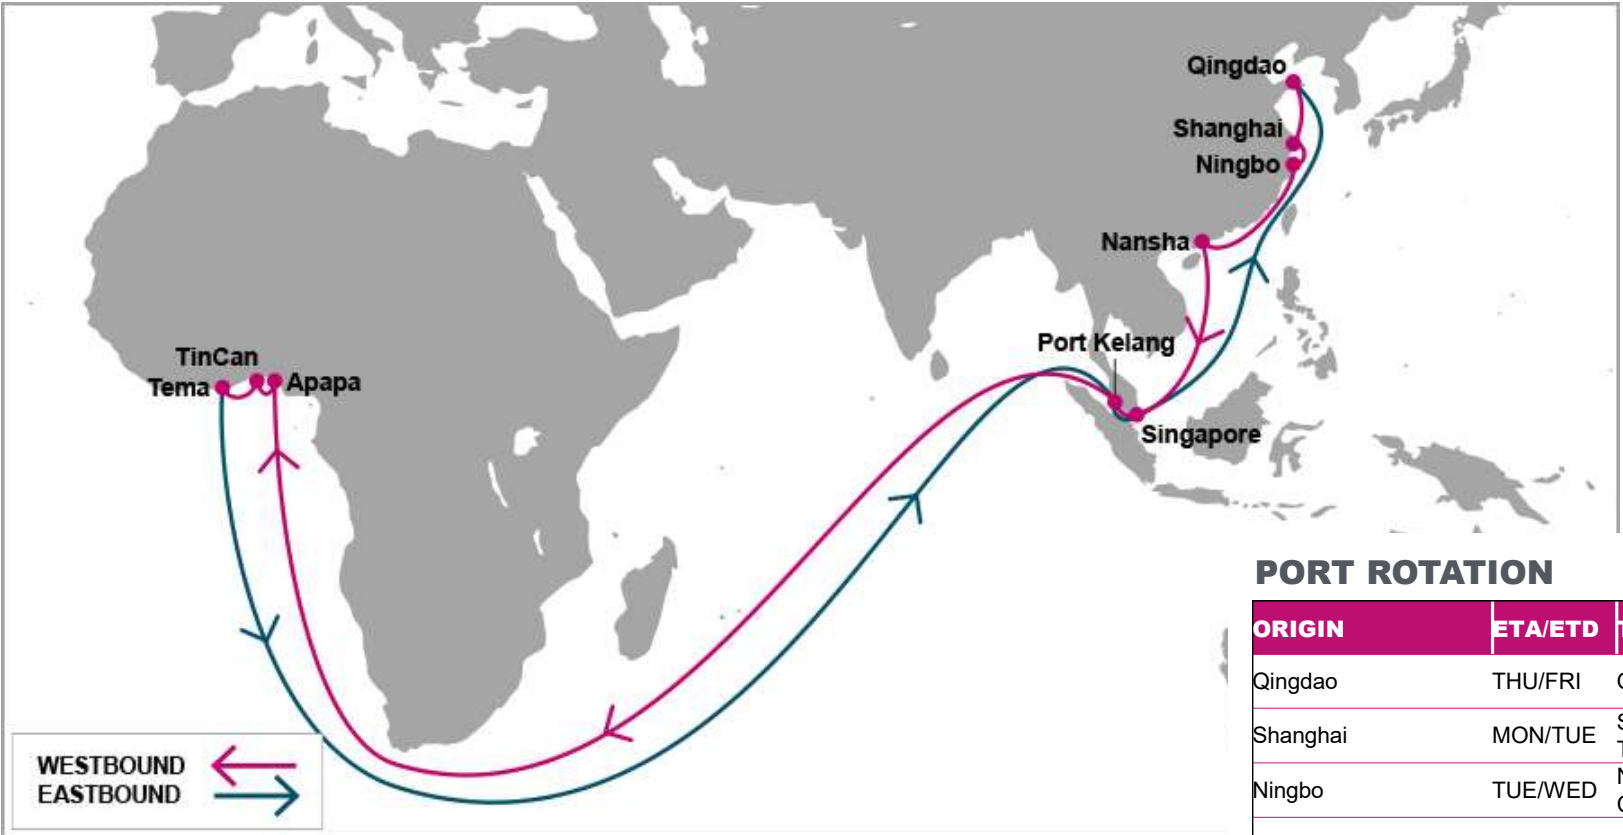 Qingdao
Shanghai
Ningbo
Nansha
Port Kelang
TinCan
Tema
Apapa
Singapore
PORT ROTATION
ORIGIN ETA/ETD
Qingdao THU/FRI
Shanghai MON/TUE
Ningbo TUE/WED
WESTBOUND
EASTBOUND